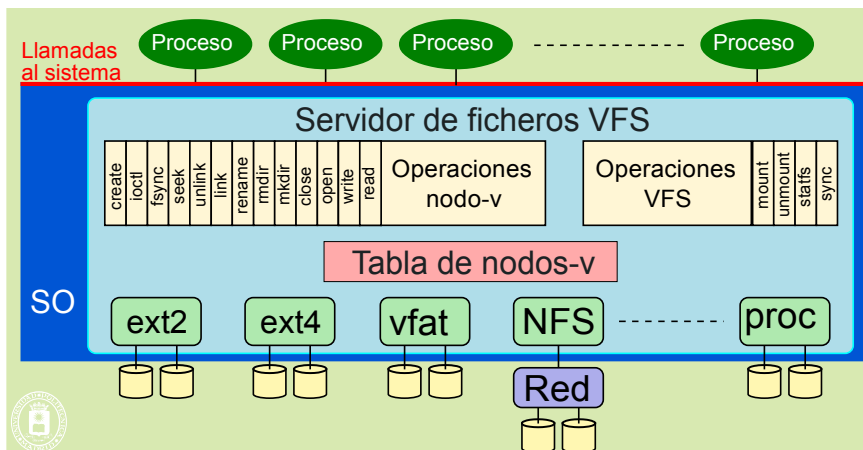 Proceso
Proceso
Proceso
Proceso
Llamadas
al sistema
Servidor de ficheros VFS
create
ioctl
fsync
seek
unlink
link
rename
rmdir
mkdir
close
open
write
read
Operaciones
nodo-v
Operaciones
VFS
mount
unmount
statfs
sync
Tabla de nodos-v
SO
ext2
ext4
vfat
NFS
proc
Red